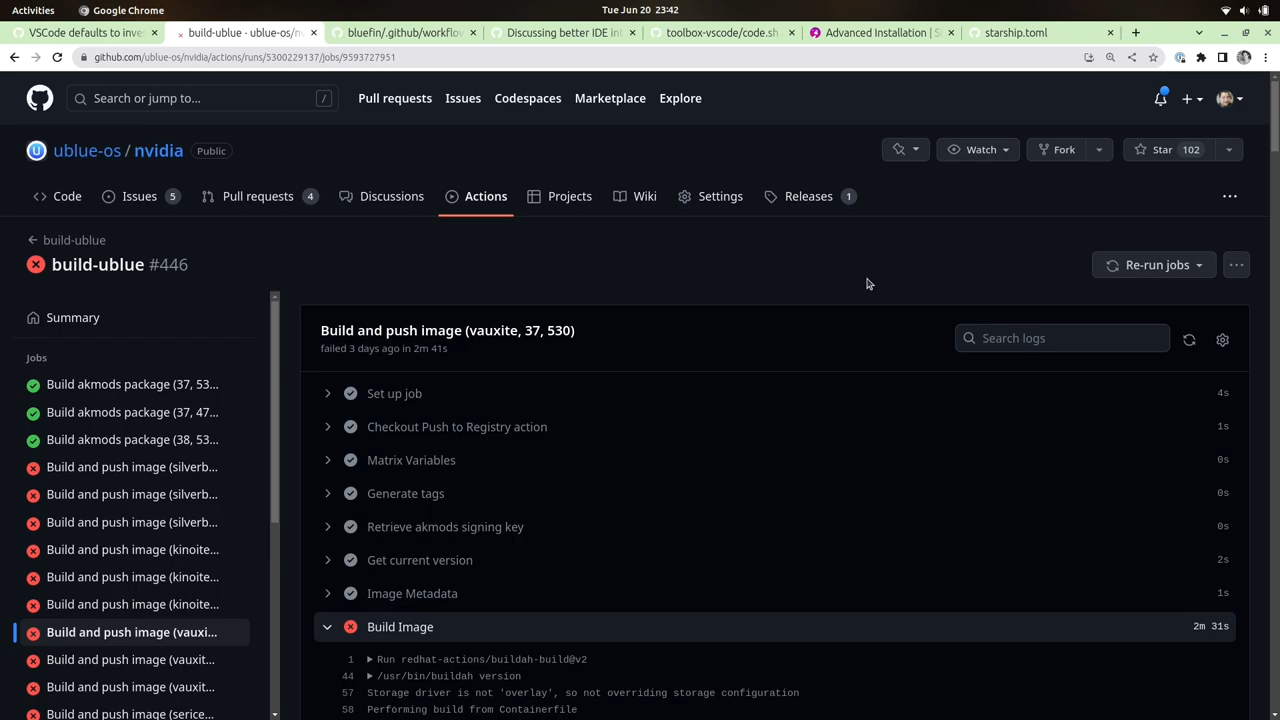 Activities
Google Chrome
Tue Jun 20 23:42
VSCode defaults to inve
build-ublue · ublue-os/nv
bluefin/.github/workflow
Discussing better IDE int
toolbox-vscode/code.sh
Advanced Installation | S
starship.toml
github.com/ublue-os/nvidia/actions/runs/5300229137/jobs/9593727951
Search or jump to...
/
Pull requests
Issues
Codespaces
Marketplace
Explore
ublue-os / nvidia
Public
Watch
Fork
Star 102
Code
Issues 5
Pull requests 4
Discussions
Actions
Projects
Wiki
Settings
Releases 1
build-ublue
build-ublue #446
Re-run jobs
Summary
Jobs
Build akmods package (37, 53...
Build akmods package (37, 47...
Build akmods package (38, 53...
Build and push image (silverb...
Build and push image (silverb...
Build and push image (silverb...
Build and push image (kinoite...
Build and push image (kinoite...
Build and push image (kinoite...
Build and push image (vauxi...
Build and push image (vauxit...
Build and push image (vauxit...
Build and push image (serice...
Build and push image (vauxite, 37, 530)
failed 3 days ago in 2m 41s
Search logs
Set up job 4s
Checkout Push to Registry action 1s
Matrix Variables 0s
Generate tags 0s
Retrieve akmods signing key 0s
Get current version 2s
Image Metadata 1s
Build Image 2m 31s
1 Run redhat-actions/buildah-build@v2
44 /usr/bin/buildah version
57 Storage driver is not 'overlay', so not overriding storage configuration
58 Performing build from Containerfile